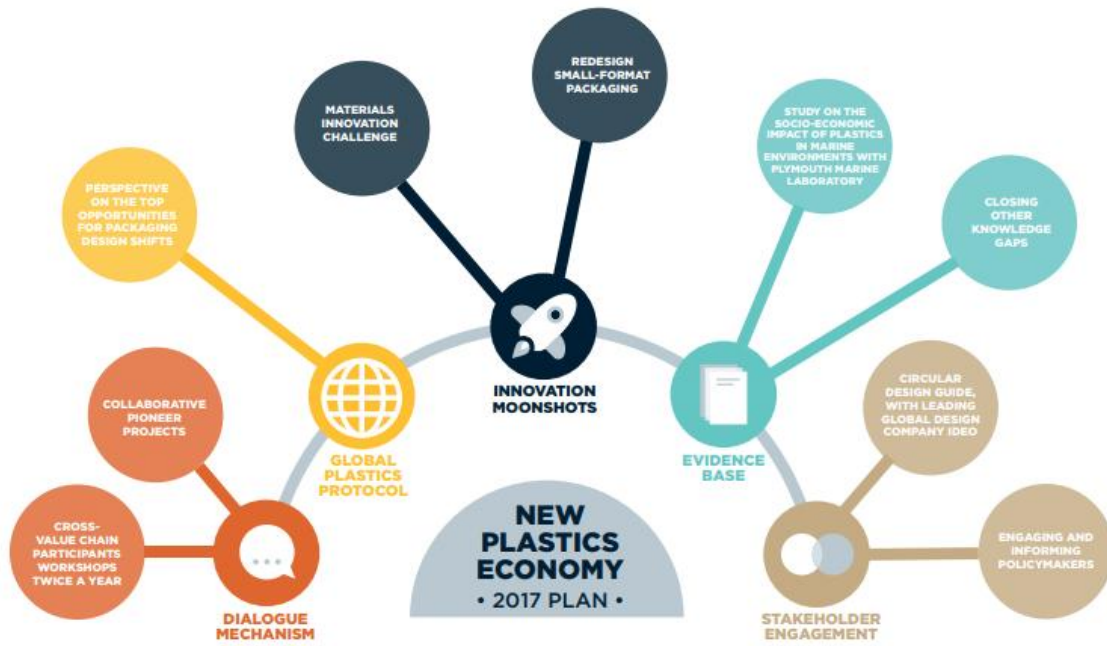 REDESIGN
SMALL-FORMAT
PACKAGING
MATERIALS
INNOVATION
CHALLENGE
STUDY ON THE
SOCIO-ECONOMIC
IMPACT OF PLASTICS
IN MARINE
ENVIRONMENTS WITH
PLYMOUTH MARINE
LABORATORY
PERSPECTIVE
ON THE TOP
OPPORTUNITIES
FOR PACKAGING
DESIGN SHIFTS
CLOSING
OTHER
KNOWLEDGE
GAPS
INNOVATION
MOONSHOTS
COLLABORATIVE
PIONEER
PROJECTS
GLOBAL
PLASTICS
PROTOCOL
EVIDENCE
BASE
CIRCULAR
DESIGN GUIDE,
WITH LEADING
GLOBAL DESIGN
COMPANY IDEO
CROSS-
VALUE CHAIN
PARTICIPANTS
WORKSHOPS
TWICE A YEAR
NEW
PLASTICS
ECONOMY
• 2017 PLAN •
ENGAGING AND
INFORMING
POLICYMAKERS
DIALOGUE
MECHANISM
STAKEHOLDER
ENGAGEMENT